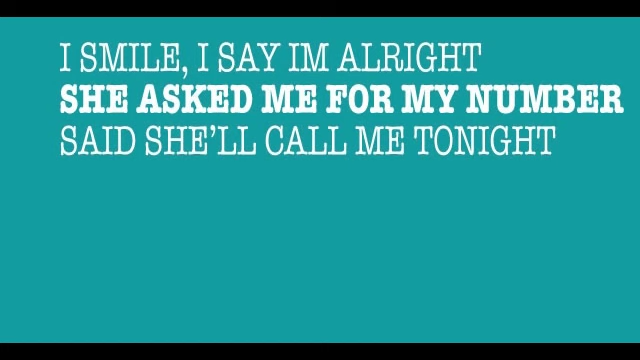 I SMILE, I SAY IM ALRIGHT
SHE ASKED ME FOR MY NUMBER
SAID SHE'LL CALL ME TONIGHT